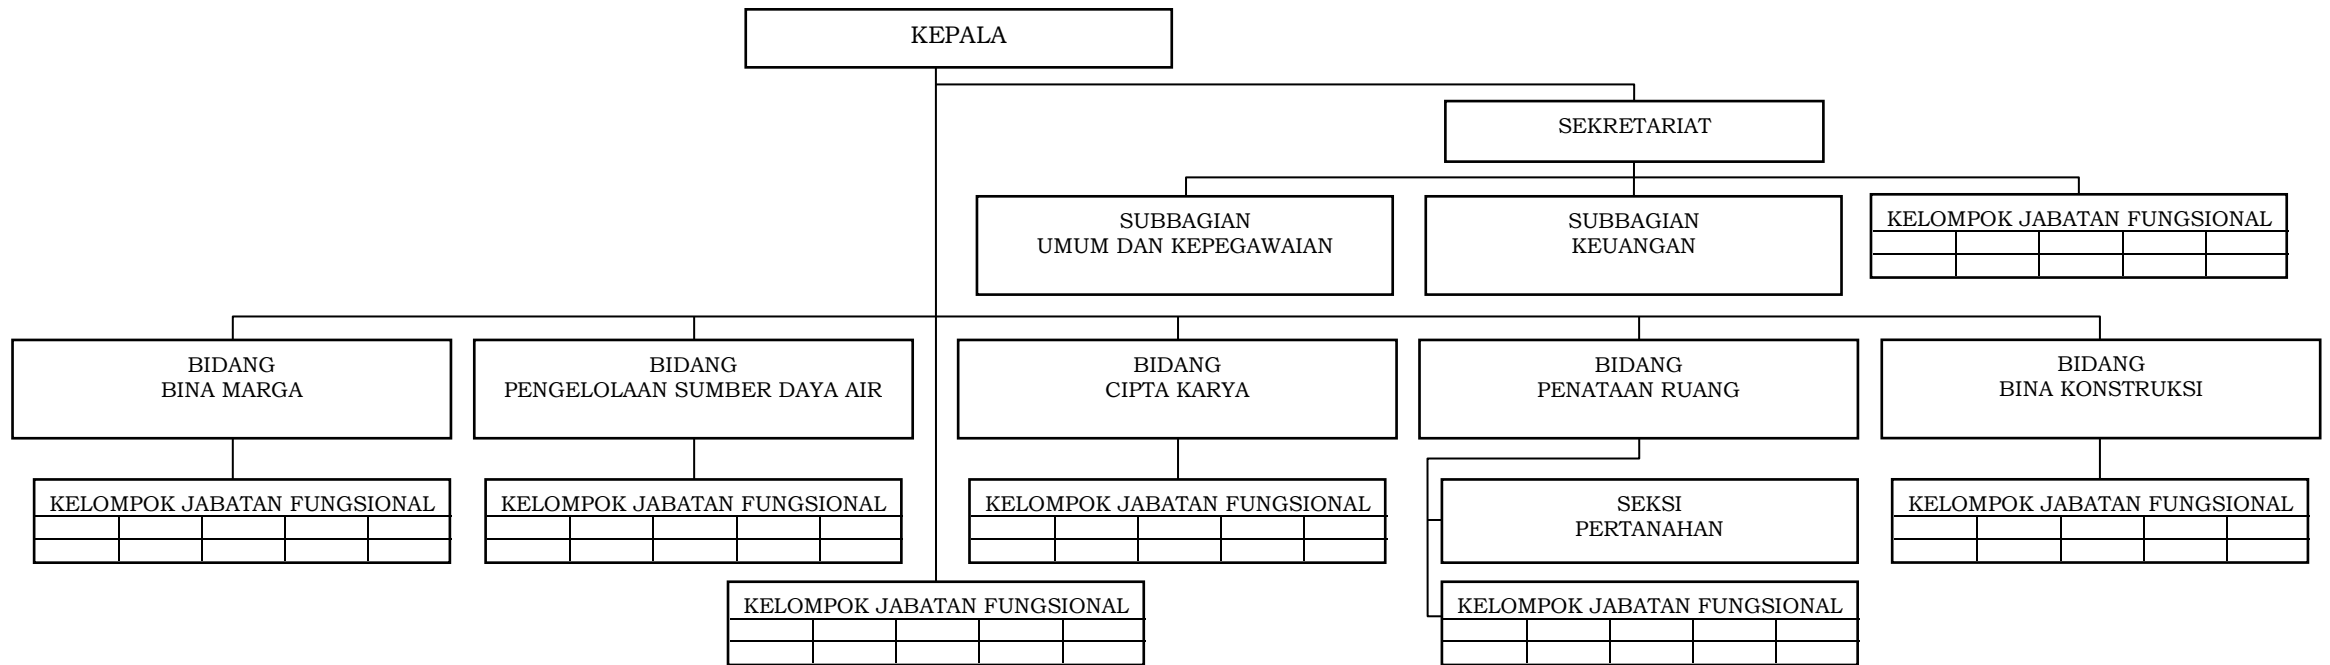 KEPALA
SEKRETARIAT
SUBBAGIAN
UMUM DAN KEPEGAWAIAN
SUBBAGIAN
KEUANGAN
KELOMPOK JABATAN FUNGSIONAL
BIDANG
BINA MARGA
BIDANG
PENGELOLAAN SUMBER DAYA AIR
BIDANG
CIPTA KARYA
BIDANG
PENATAAN RUANG
BIDANG
BINA KONSTRUKSI
KELOMPOK JABATAN FUNGSIONAL
KELOMPOK JABATAN FUNGSIONAL
KELOMPOK JABATAN FUNGSIONAL
SEKSI
PERTANAHAN
KELOMPOK JABATAN FUNGSIONAL
KELOMPOK JABATAN FUNGSIONAL
KELOMPOK JABATAN FUNGSIONAL